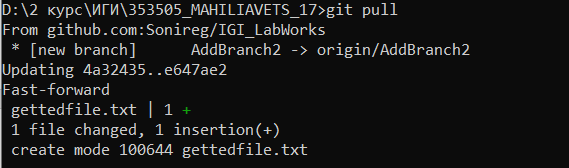 D:\2 курс\ИГИ\353505_MAHILIAVETS_17>git pull
From github.com:Sonireg/IGI_LabWorks
 * [new branch]      AddBranch2 -> origin/AddBranch2
Updating 4a32435..e647ae2
Fast-forward
 gettedfile.txt | 1 +
 1 file changed, 1 insertion(+)
 create mode 100644 gettedfile.txt